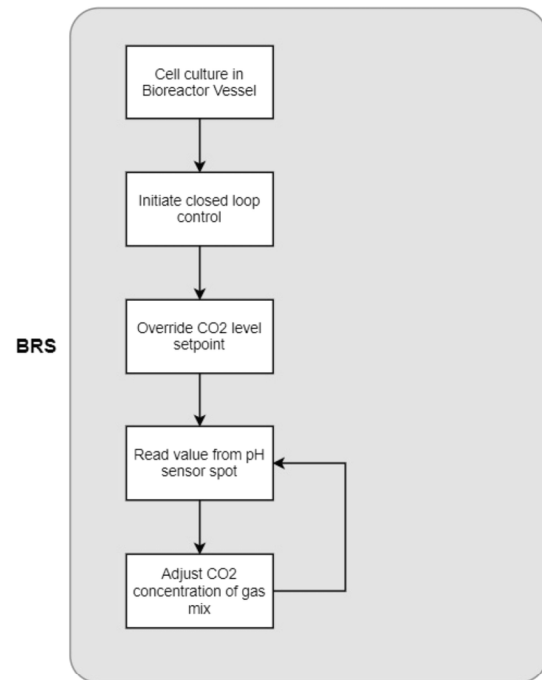 Cell culture in
Bioreactor Vessel
Initiate closed loop
control
Override CO2 level
setpoint
BRS
Read value from pH
sensor spot
Adjust CO2
concentration of gas
mix